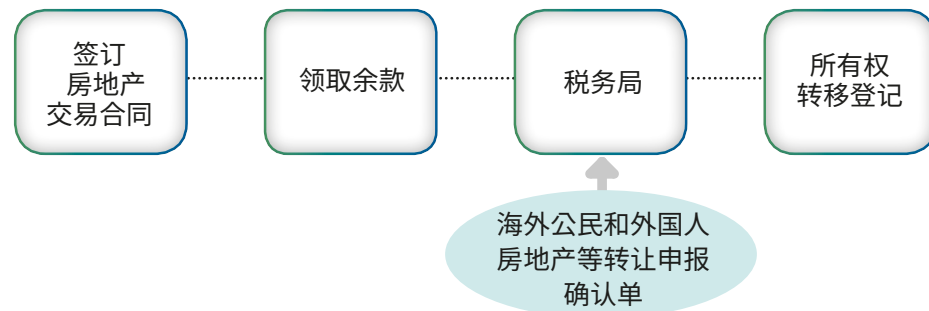 签订
房地产
交易合同
领取余款
税务局
所有权
转移登记
海外公民和外国人
房地产等转让申报
确认单